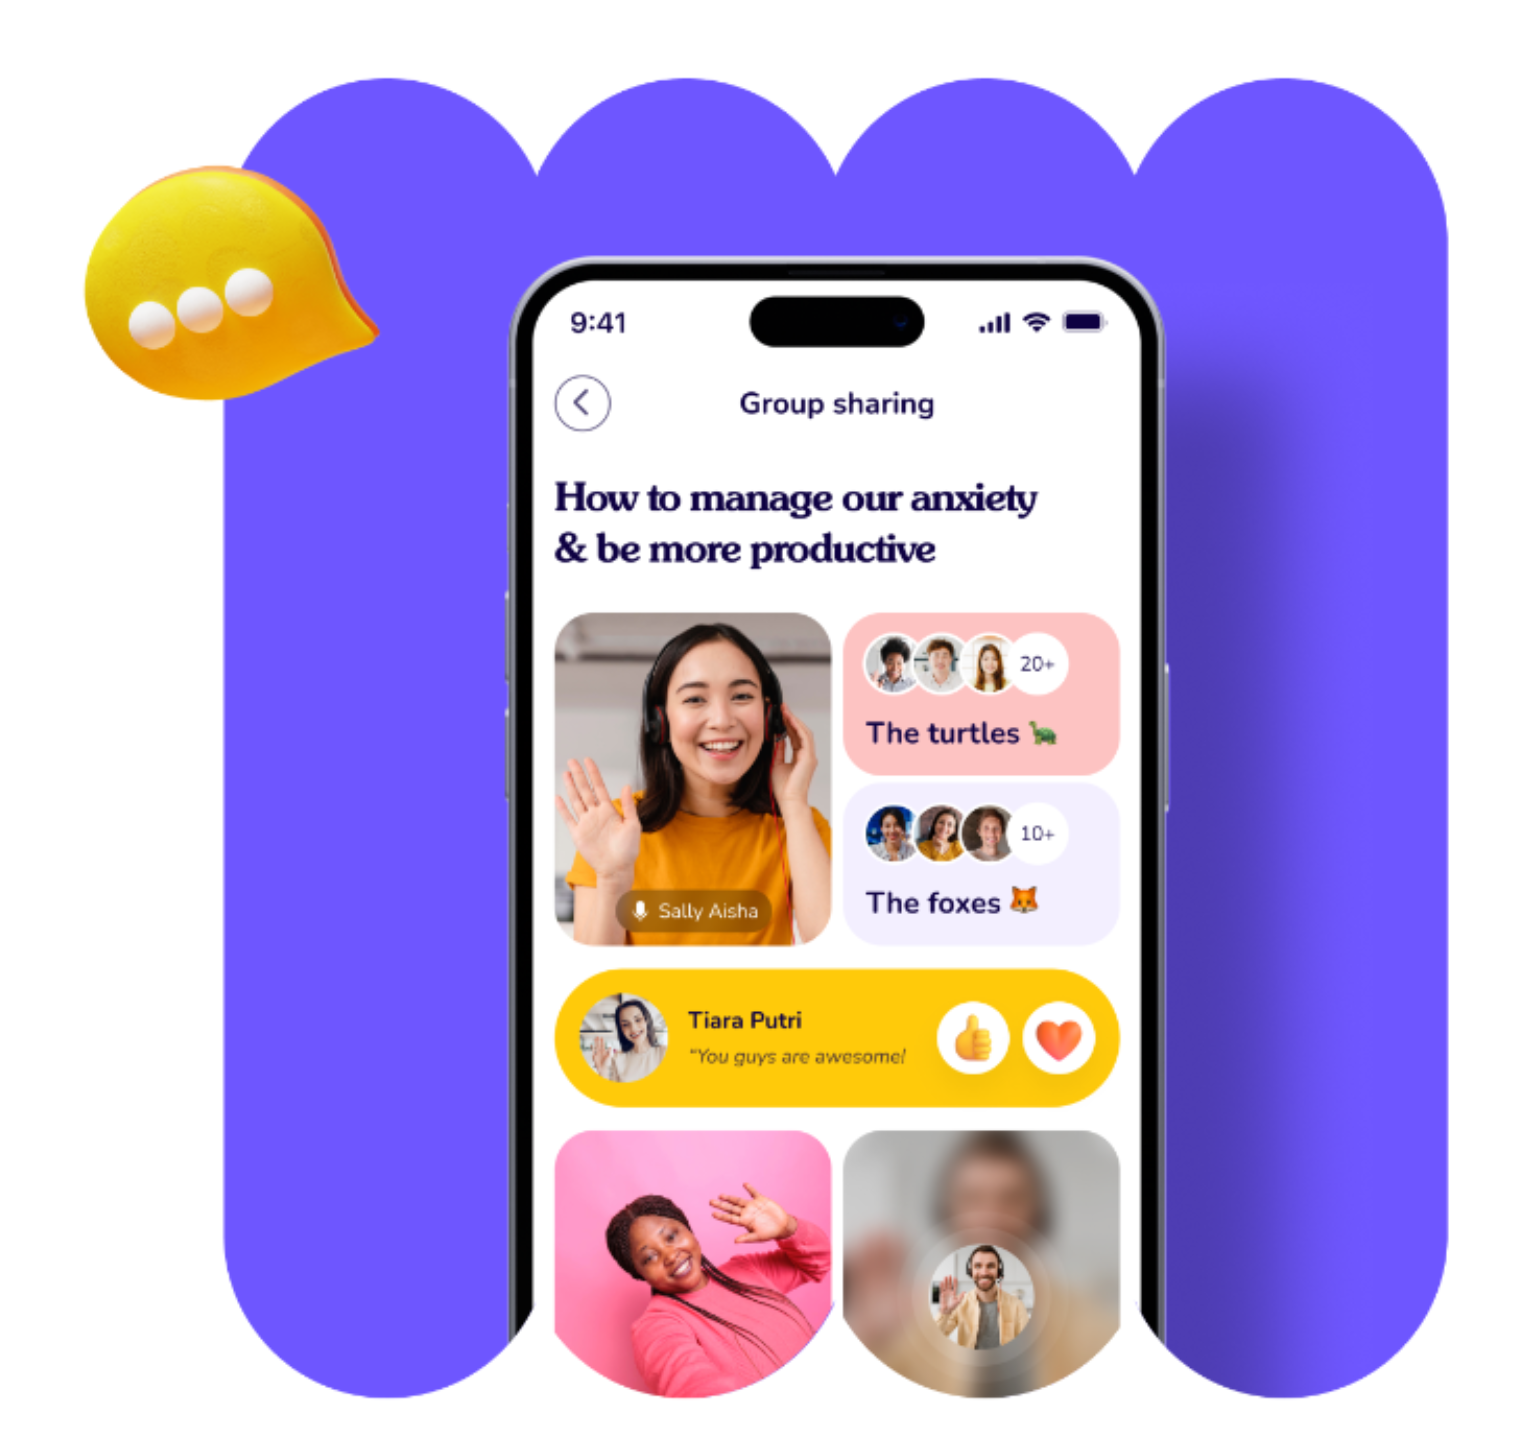 9:41
Group sharing
How to manage our anxiety
& be more productive
20+
The turtles
10+
The foxes
Sally Aisha
Tiara Putri
"You guys are awesome!